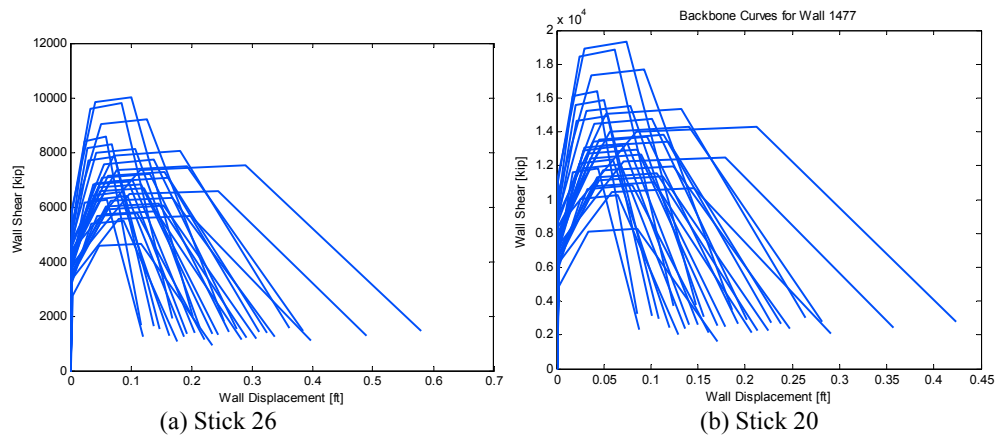 12000
10000
8000
6000
4000
2000
0
Wall Shear [kip]
0 0.1 0.2 0.3 0.4 0.5 0.6 0.7
Wall Displacement [ft]
(a) Stick 26
Backbone Curves for Wall 1477
x 10^4
2
1.8
1.6
1.4
1.2
1
0.8
0.6
0.4
0.2
0
Wall Shear [kip]
0 0.05 0.1 0.15 0.2 0.25 0.3 0.35 0.4 0.45
Wall Displacement [ft]
(b) Stick 20